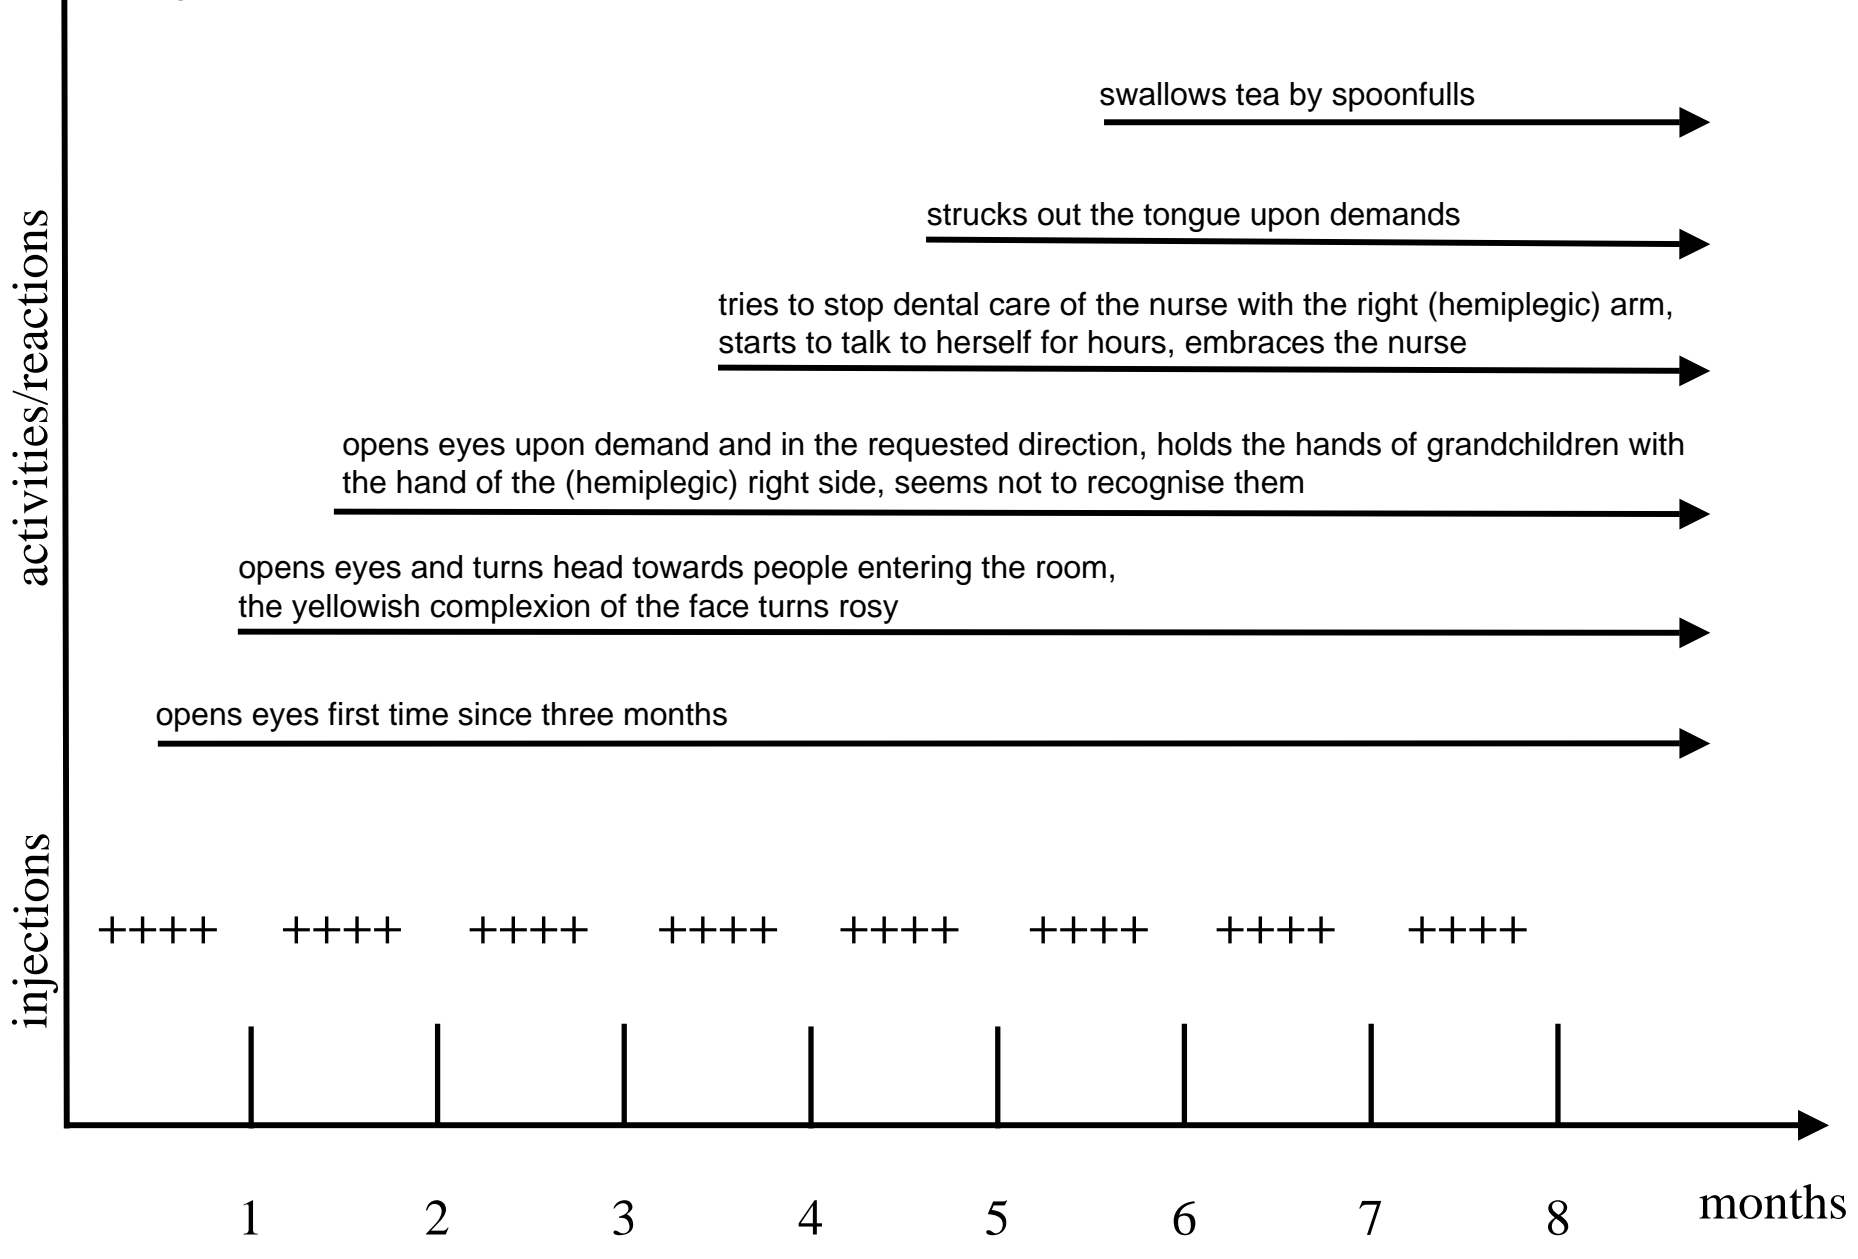 swallows tea by spoonfulls
strucks out the tongue upon demands
tries to stop dental care of the nurse with the right (hemiplegic) arm,
starts to talk to herself for hours, embraces the nurse
opens eyes upon demand and in the requested direction, holds the hands of grandchildren with
the hand of the (hemiplegic) right side, seems not to recognise them
opens eyes and turns head towards people entering the room,
the yellowish complexion of the face turns rosy
opens eyes first time since three months
activities/reactions
injections
++++ ++++ ++++ ++++ ++++ ++++ ++++ ++++
1 2 3 4 5 6 7 8 months